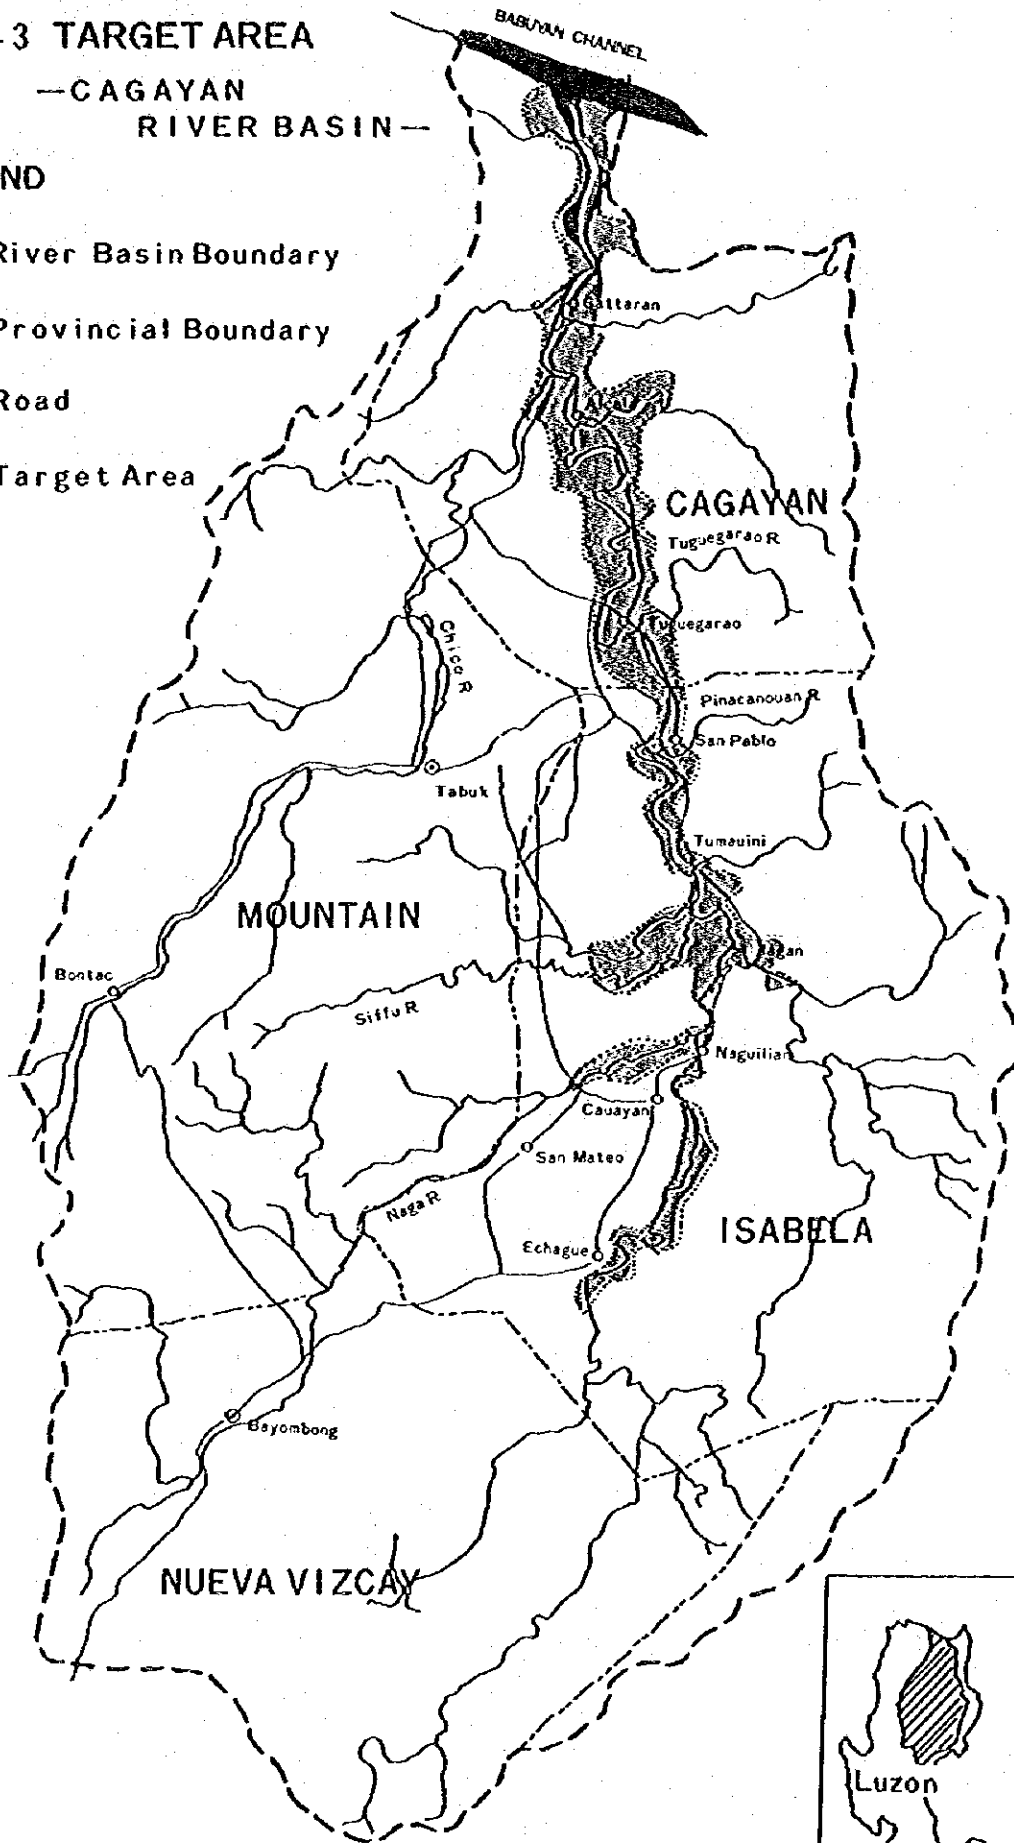 -3 TARGET AREA
—CAGAYAN
RIVER BASIN—
BABUYAN CHANNEL
ND
River Basin Boundary
Provincial Boundary
Road
Target Area
Gattaran
CAGAYAN
Tuguegarao R
Tuguegarao
Chico R
Pinacanouan R
San Pablo
Tabuk
Tumauini
MOUNTAIN
Bontac
Siffu R
Naguilian
Cauayan
San Mateo
Naga R
ISABELA
Echague
Bayombong
NUEVA VIZCAY
Luzon